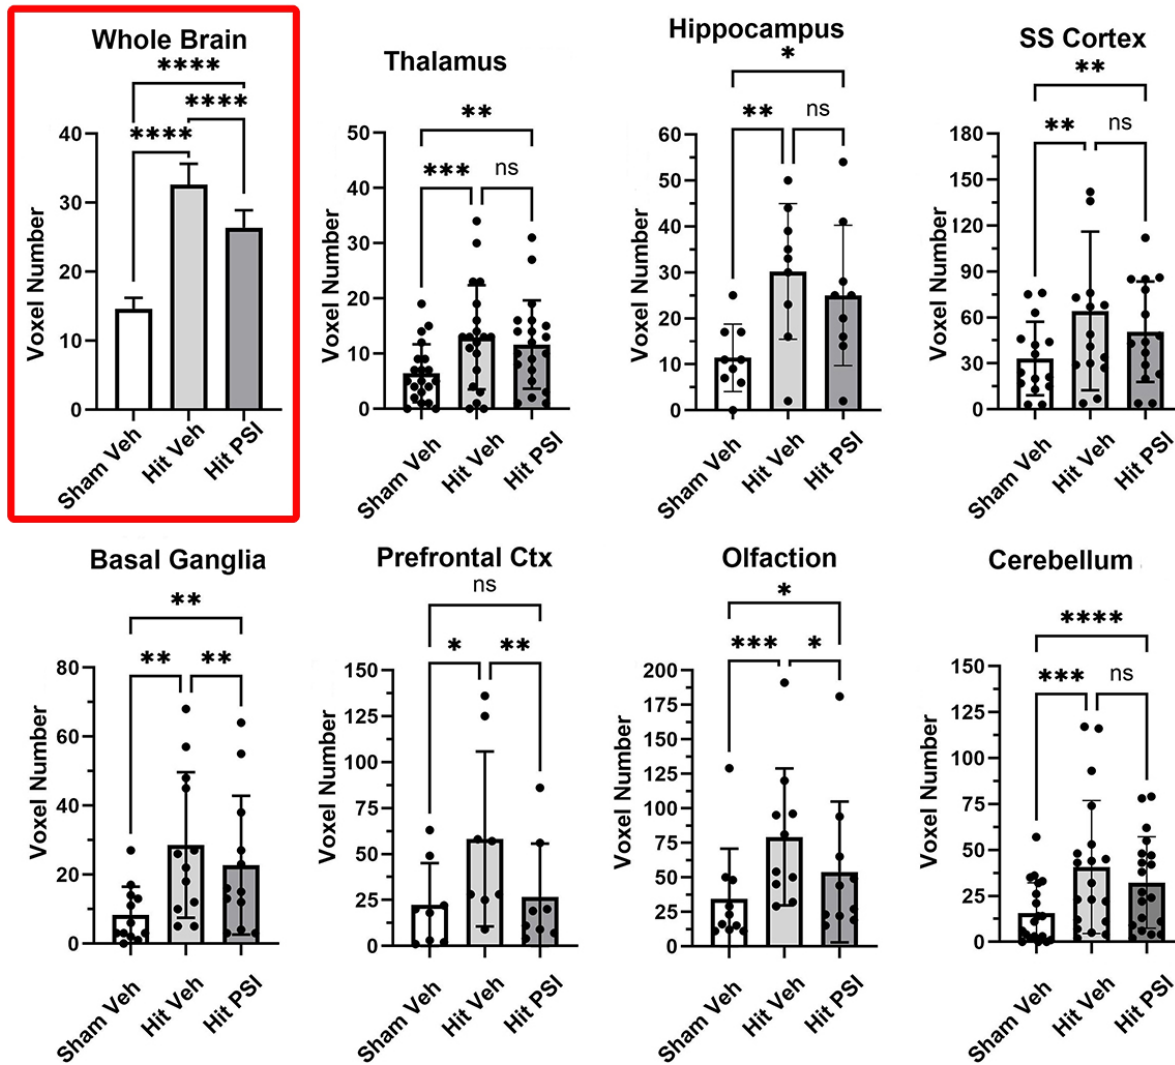 Whole Brain
****
****
****
Voxel Number
40
30
20
10
0
Sham Veh
Hit Veh
Hit PSI
Thalamus
**
***
ns
Voxel Number
50
40
30
20
10
0
Sham Veh
Hit Veh
Hit PSI
Hippocampus
*
**
ns
Voxel Number
60
50
40
30
20
10
0
Sham Veh
Hit Veh
Hit PSI
SS Cortex
**
**
ns
Voxel Number
180
150
120
90
60
30
0
Sham Veh
Hit Veh
Hit PSI
Basal Ganglia
**
**
**
Voxel Number
80
60
40
20
0
Sham Veh
Hit Veh
Hit PSI
Prefrontal Ctx
ns
*
**
Voxel Number
150
125
100
75
50
25
0
Sham Veh
Hit Veh
Hit PSI
Olfaction
*
***
*
Voxel Number
200
175
150
125
100
75
50
25
0
Sham Veh
Hit Veh
Hit PSI
Cerebellum
****
***
ns
Voxel Number
150
125
100
75
50
25
0
Sham Veh
Hit Veh
Hit PSI